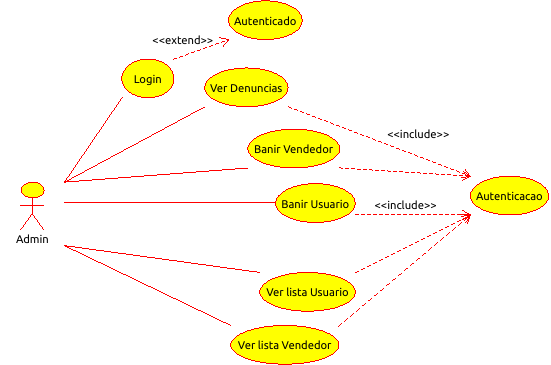 Autenticado
<<extend>>
Login
Ver Denuncias
<<include>>
Banir Vendedor
Autenticacao
Banir Usuario
<<include>>
Admin
Ver lista Usuario
Ver lista Vendedor